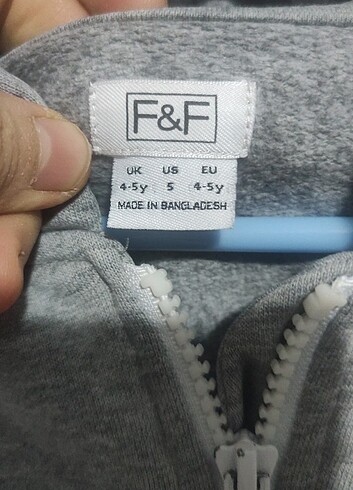 F&F
UK US EU
4-5y 5 4-5y
MADE IN BANGLADESH